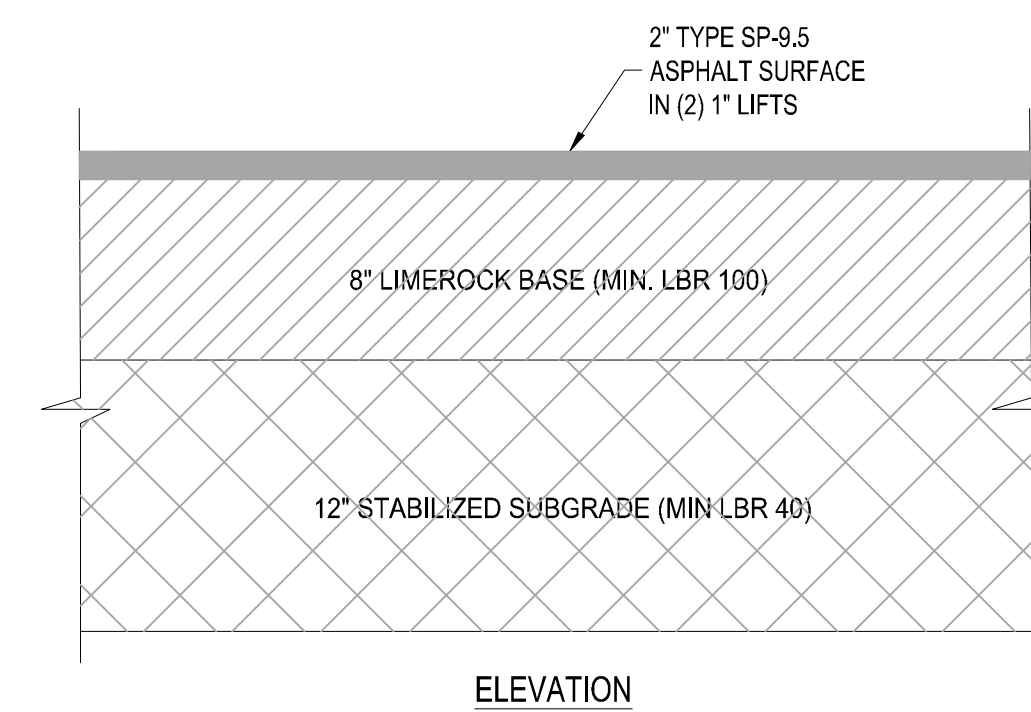 2" TYPE SP-9.5
ASPHALT SURFACE
IN (2) 1" LIFTS
8" LIMEROCK BASE (MIN. LBR 100)
12" STABILIZED SUBGRADE (MIN LBR 40)
ELEVATION